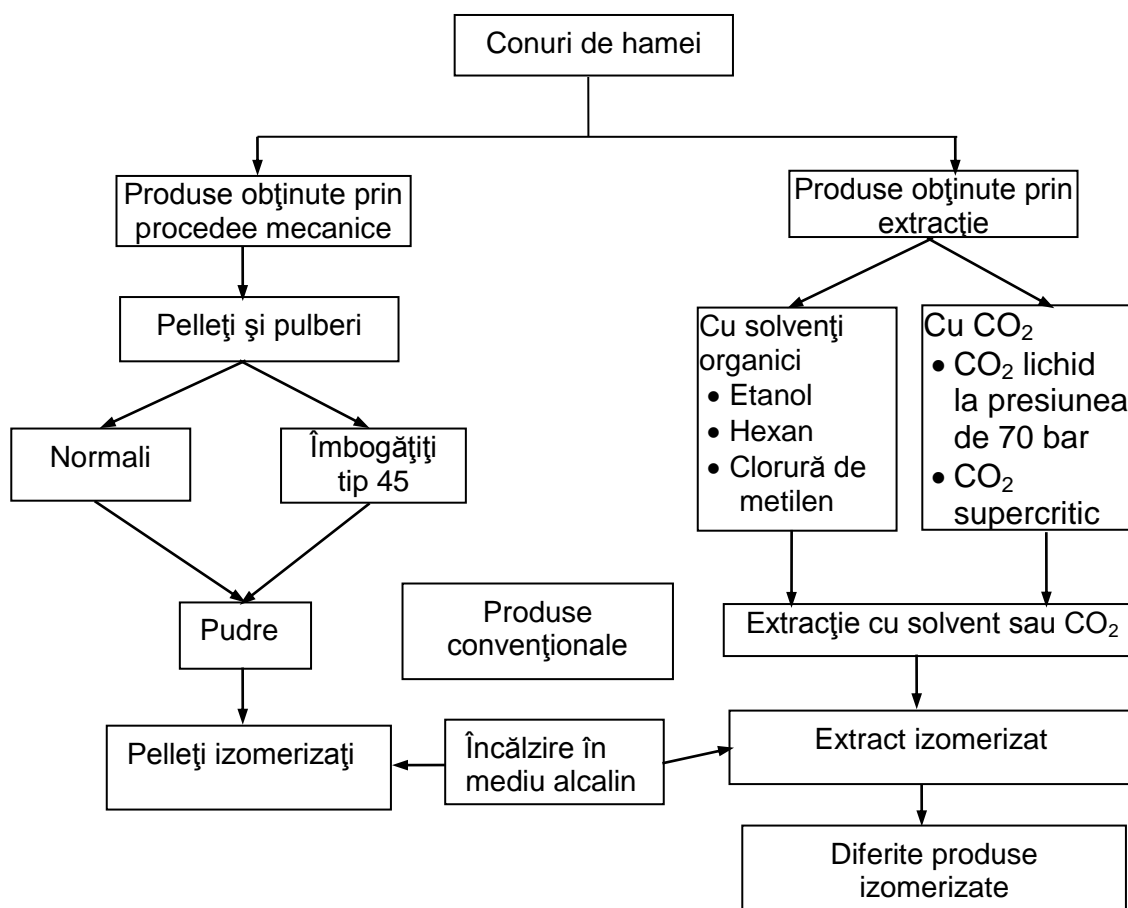 Conuri de hamei
Produse obţinute prin
procedee mecanice
Produse obţinute prin
extracţie
Pelleţi şi pulberi
Cu solvenţi
organici
• Etanol
• Hexan
• Clorură de
metilen
Cu CO₂
• CO₂ lichid
la presiunea
de 70 bar
• CO₂
supercritic
Normali
Îmbogăţiţi
tip 45
Pudre
Produse
convenţionale
Extracţie cu solvent sau CO₂
Pelleţi izomerizaţi
Încălzire în
mediu alcalin
Extract izomerizat
Diferite produse
izomerizate